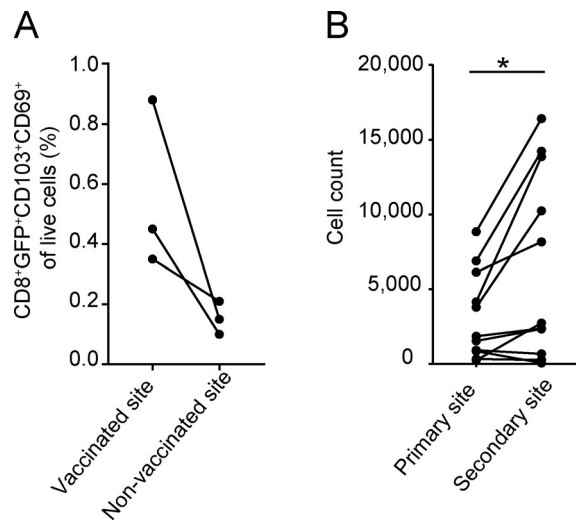 A
CD8⁺GFP⁺CD103⁺CD69⁺
of live cells (%)
1.0
0.8
0.6
0.4
0.2
0.0
Vaccinated site
Non-vaccinated site
B
Cell count
20,000
15,000
10,000
5,000
0
*
Primary site
Secondary site